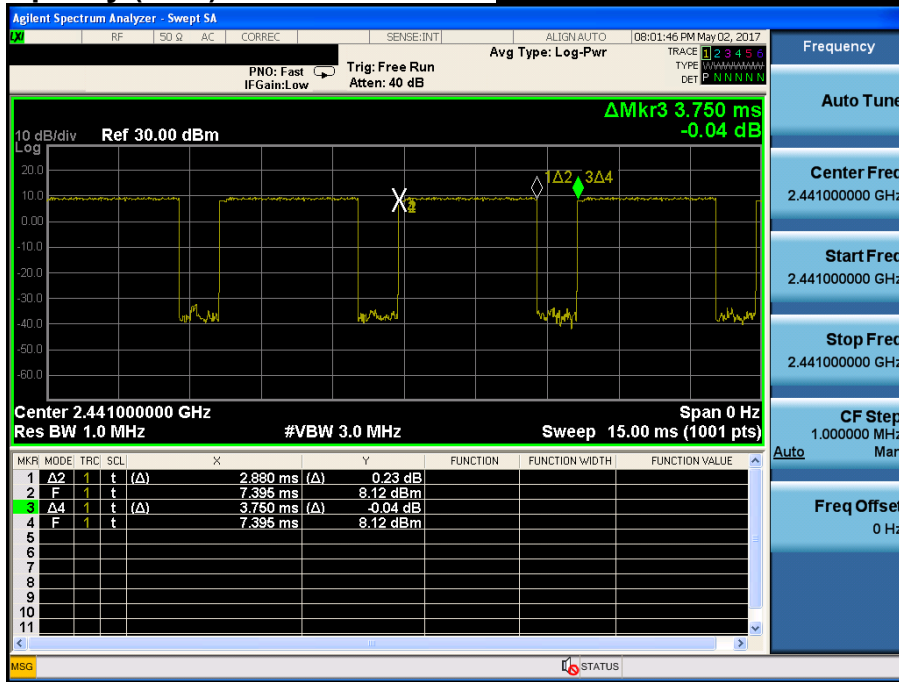 Agilent Spectrum Analyzer - Swept SA
LXI RF 50 Ω AC CORREC SENSE:INT ALIGN AUTO 08:01:46 PM May 02, 2017
Avg Type: Log-Pwr TRACE 1 2 3 4 5 6
PNO: Fast Trig: Free Run TYPE
IFGain:Low Atten: 40 dB DET P N N N N N
ΔMkr3 3.750 ms
-0.04 dB
10 dB/div Ref 30.00 dBm
Log
1Δ2 3Δ4
20.0
10.0
0.00
-10.0
-20.0
-30.0
-40.0
-50.0
-60.0
Center 2.441000000 GHz Span 0 Hz
Res BW 1.0 MHz #VBW 3.0 MHz Sweep 15.00 ms (1001 pts)
MKR MODE TRC SCL X Y FUNCTION FUNCTION WIDTH FUNCTION VALUE
1 Δ2 1 t (Δ) 2.880 ms (Δ) 0.23 dB
2 F 1 t 7.395 ms 8.12 dBm
3 Δ4 1 t (Δ) 3.750 ms (Δ) -0.04 dB
4 F 1 t 7.395 ms 8.12 dBm
5
6
7
8
9
10
11
MSG STATUS
Frequency
Auto Tune
Center Freq
2.441000000 GHz
Start Freq
2.441000000 GHz
Stop Freq
2.441000000 GHz
CF Step
1.000000 MHz
Auto Man
Freq Offset
0 Hz